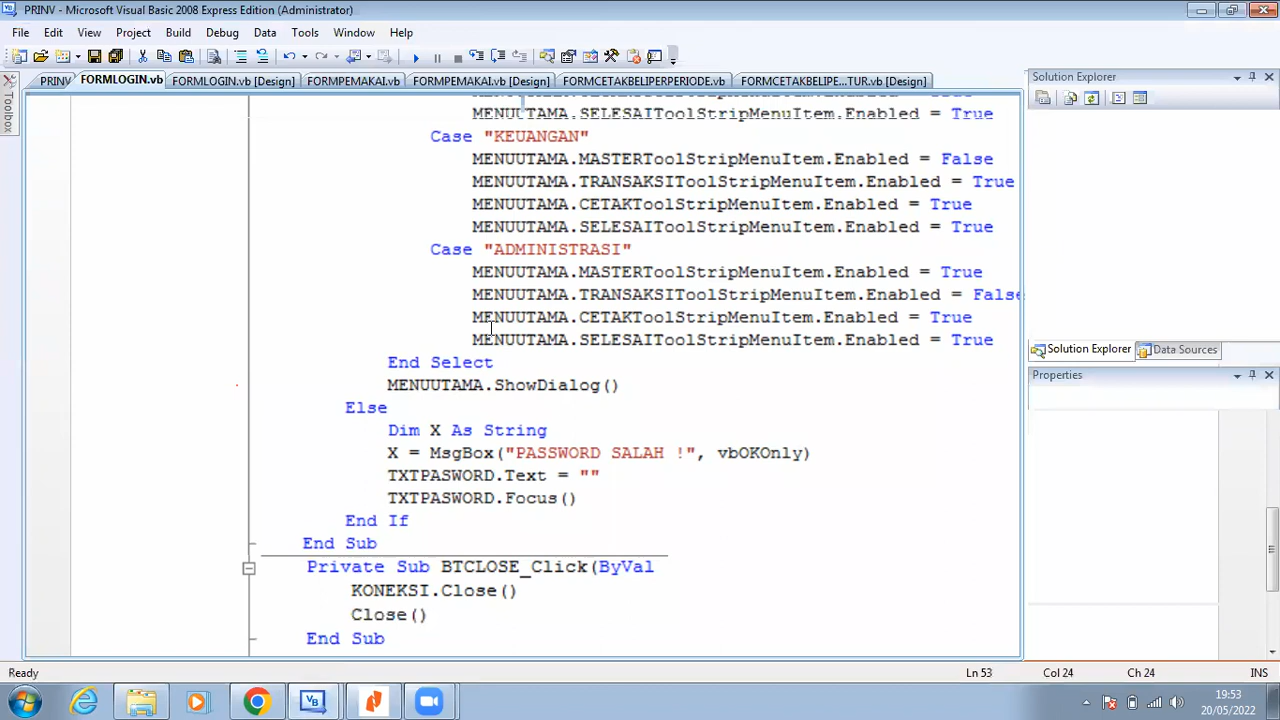 PRINV - Microsoft Visual Basic 2008 Express Edition (Administrator)
File Edit View Project Build Debug Data Tools Window Help
PRINV FORMLOGIN.vb FORMLOGIN.vb [Design] FORMPEMAKAI.vb FORMPEMAKAI.vb [Design] FORMCETAKBELIPERPERIODE.vb FORMCETAKBELIPE...TUR.vb [Design]
Toolbox
MENUUTAMA.SELESAIToolStripMenuItem.Enabled = True
Case "KEUANGAN"
MENUUTAMA.MASTERToolStripMenuItem.Enabled = False
MENUUTAMA.TRANSAKSIToolStripMenuItem.Enabled = True
MENUUTAMA.CETAKToolStripMenuItem.Enabled = True
MENUUTAMA.SELESAIToolStripMenuItem.Enabled = True
Case "ADMINISTRASI"
MENUUTAMA.MASTERToolStripMenuItem.Enabled = True
MENUUTAMA.TRANSAKSIToolStripMenuItem.Enabled = False
MENUUTAMA.CETAKToolStripMenuItem.Enabled = True
MENUUTAMA.SELESAIToolStripMenuItem.Enabled = True
End Select
MENUUTAMA.ShowDialog()
Else
Dim X As String
X = MsgBox("PASSWORD SALAH !", vbOKOnly)
TXTPASWORD.Text = ""
TXTPASWORD.Focus()
End If
End Sub
Private Sub BTCLOSE_Click(ByVal
KONEKSI.Close()
Close()
End Sub
Solution Explorer
Solution Explorer Data Sources
Properties
Ready Ln 53 Col 24 Ch 24 INS
19:53
20/05/2022